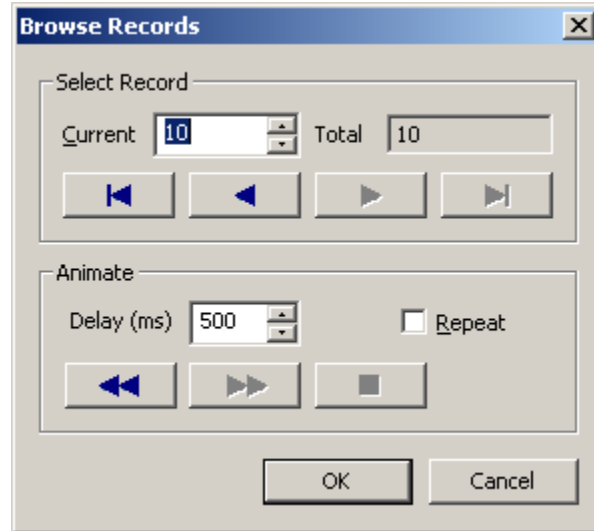 Browse Records
Select Record
Current 10 Total 10
Animate
Delay (ms) 500 Repeat
OK Cancel